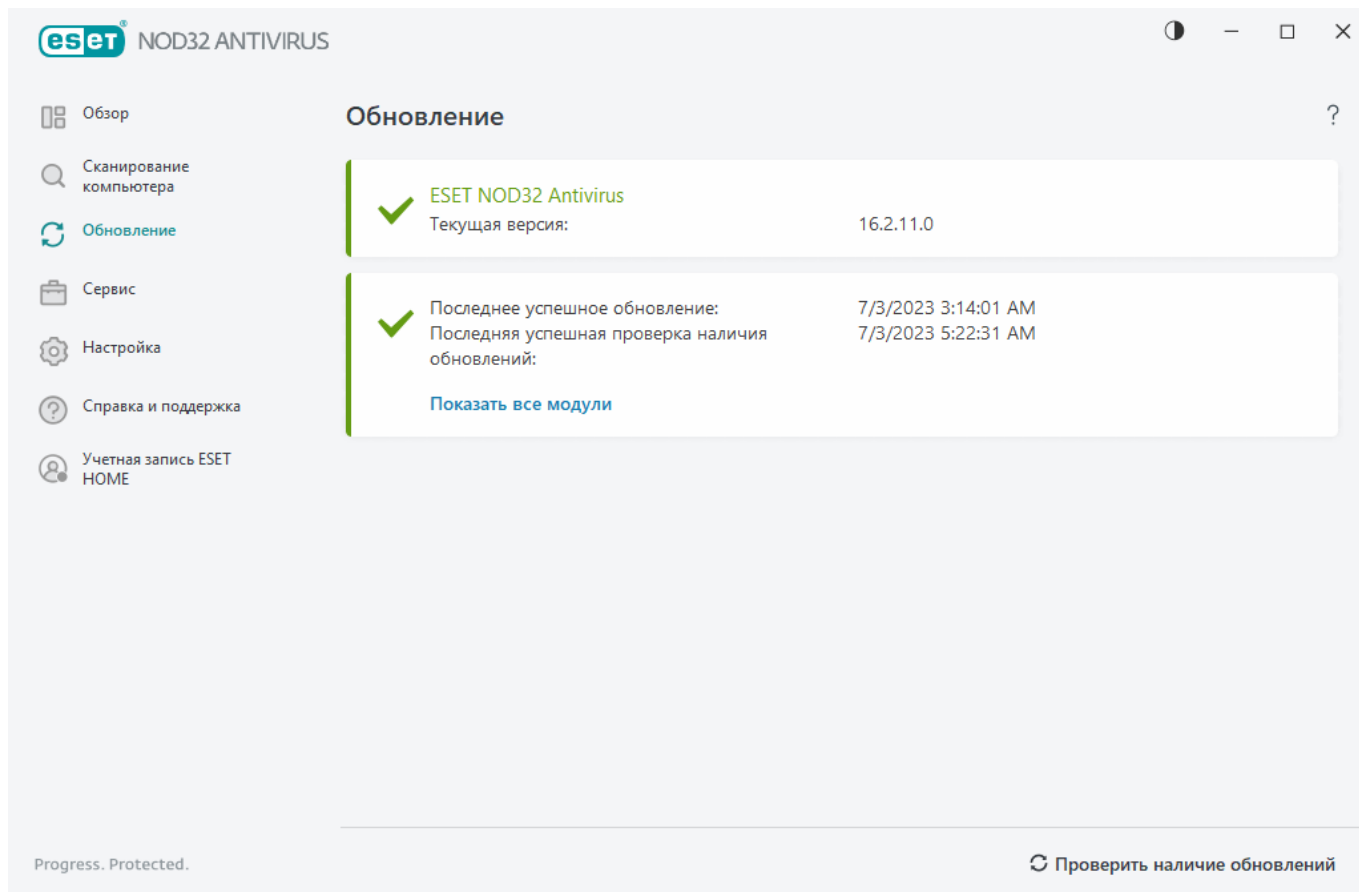 eset® NOD32 ANTIVIRUS
Обзор
Сканирование
компьютера
Обновление
Сервис
Настройка
Справка и поддержка
Учетная запись ESET
HOME
Обновление
?
ESET NOD32 Antivirus
Текущая версия: 16.2.11.0
Последнее успешное обновление: 7/3/2023 3:14:01 AM
Последняя успешная проверка наличия 7/3/2023 5:22:31 AM
обновлений:
Показать все модули
Progress. Protected.
Проверить наличие обновлений